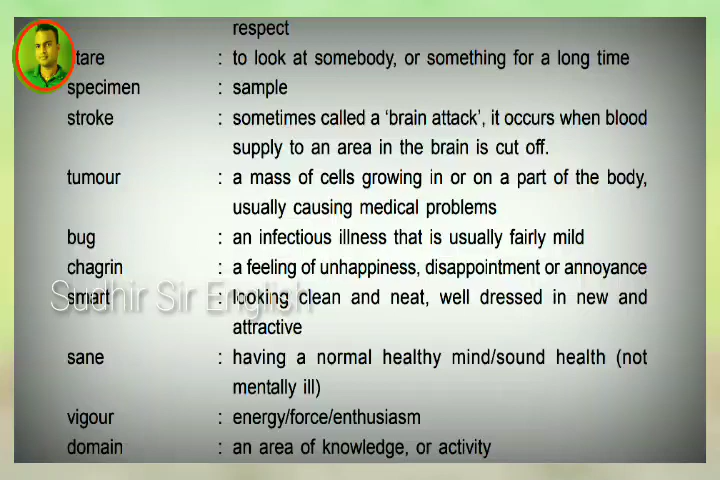 respect
stare : to look at somebody, or something for a long time
specimen : sample
stroke : sometimes called a ‘brain attack’, it occurs when blood
supply to an area in the brain is cut off.
tumour : a mass of cells growing in or on a part of the body,
usually causing medical problems
bug : an infectious illness that is usually fairly mild
chagrin : a feeling of unhappiness, disappointment or annoyance
Sudhir Sir English
smart : looking clean and neat, well dressed in new and
attractive
sane : having a normal healthy mind/sound health (not
mentally ill)
vigour : energy/force/enthusiasm
domain : an area of knowledge, or activity